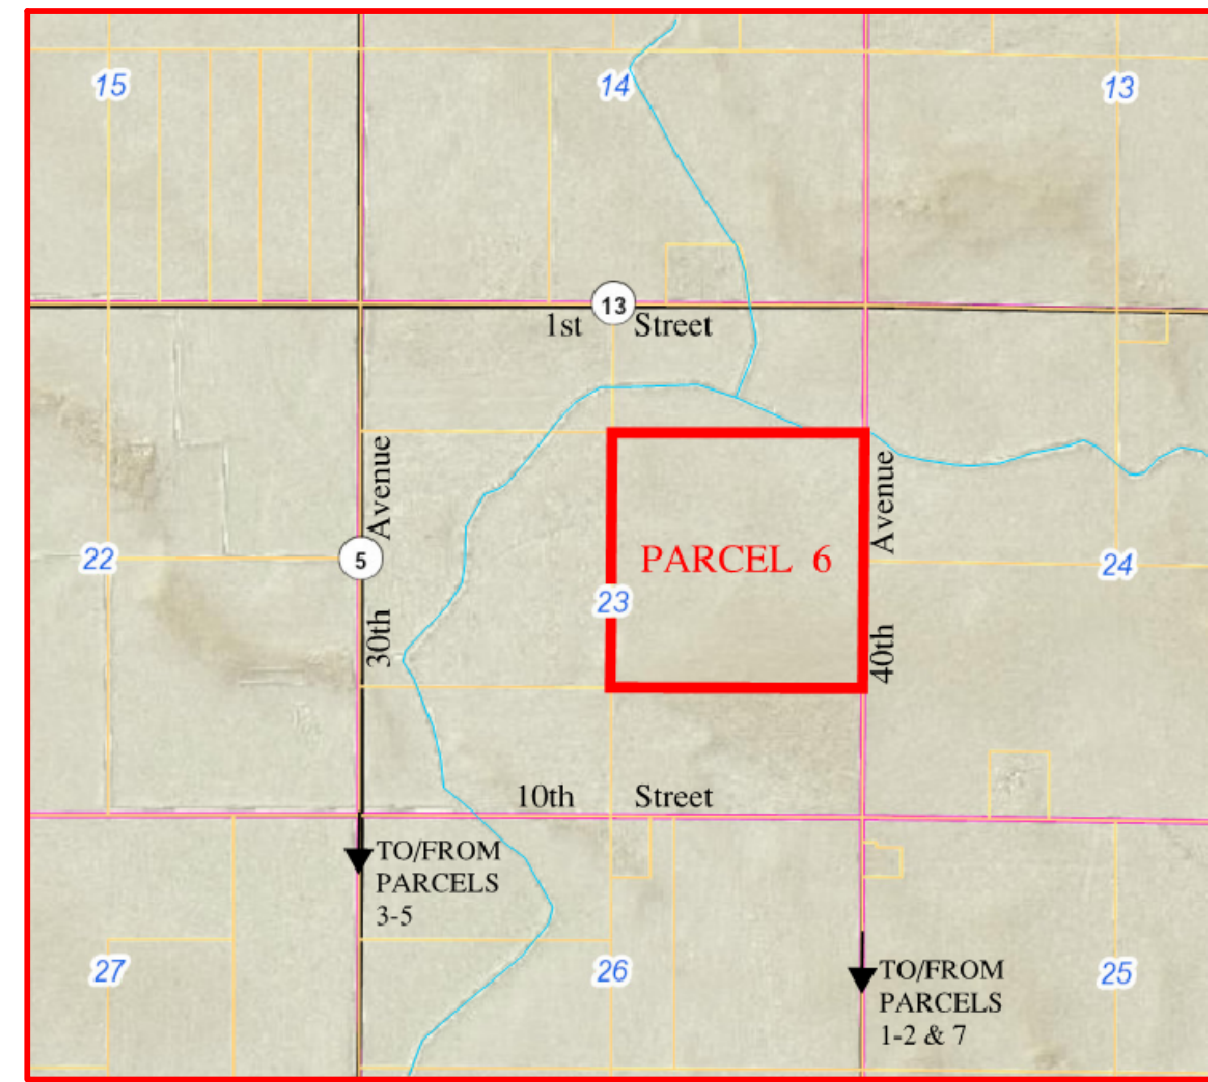 15
14
13
13
1st Street
Avenue
Avenue
22
5
PARCEL 6
24
23
30th
40th
10th Street
TO/FROM
PARCELS
3-5
27
26
TO/FROM
PARCELS
1-2 & 7
25